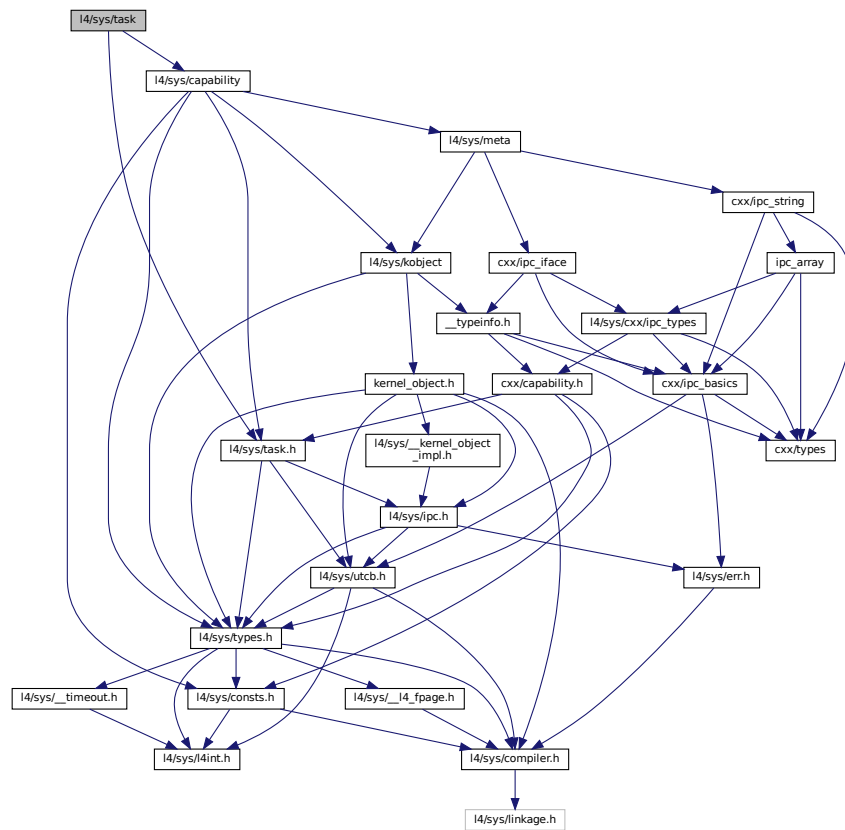 l4/sys/task
l4/sys/capability
l4/sys/meta
cxx/ipc_string
l4/sys/kobject
cxx/ipc_iface
ipc_array
__typeinfo.h
l4/sys/cxx/ipc_types
kernel_object.h
cxx/capability.h
cxx/ipc_basics
l4/sys/task.h
l4/sys/__kernel_object
_impl.h
cxx/types
l4/sys/ipc.h
l4/sys/utcb.h
l4/sys/err.h
l4/sys/types.h
l4/sys/__timeout.h
l4/sys/consts.h
l4/sys/__l4_fpage.h
l4/sys/l4int.h
l4/sys/compiler.h
l4/sys/linkage.h